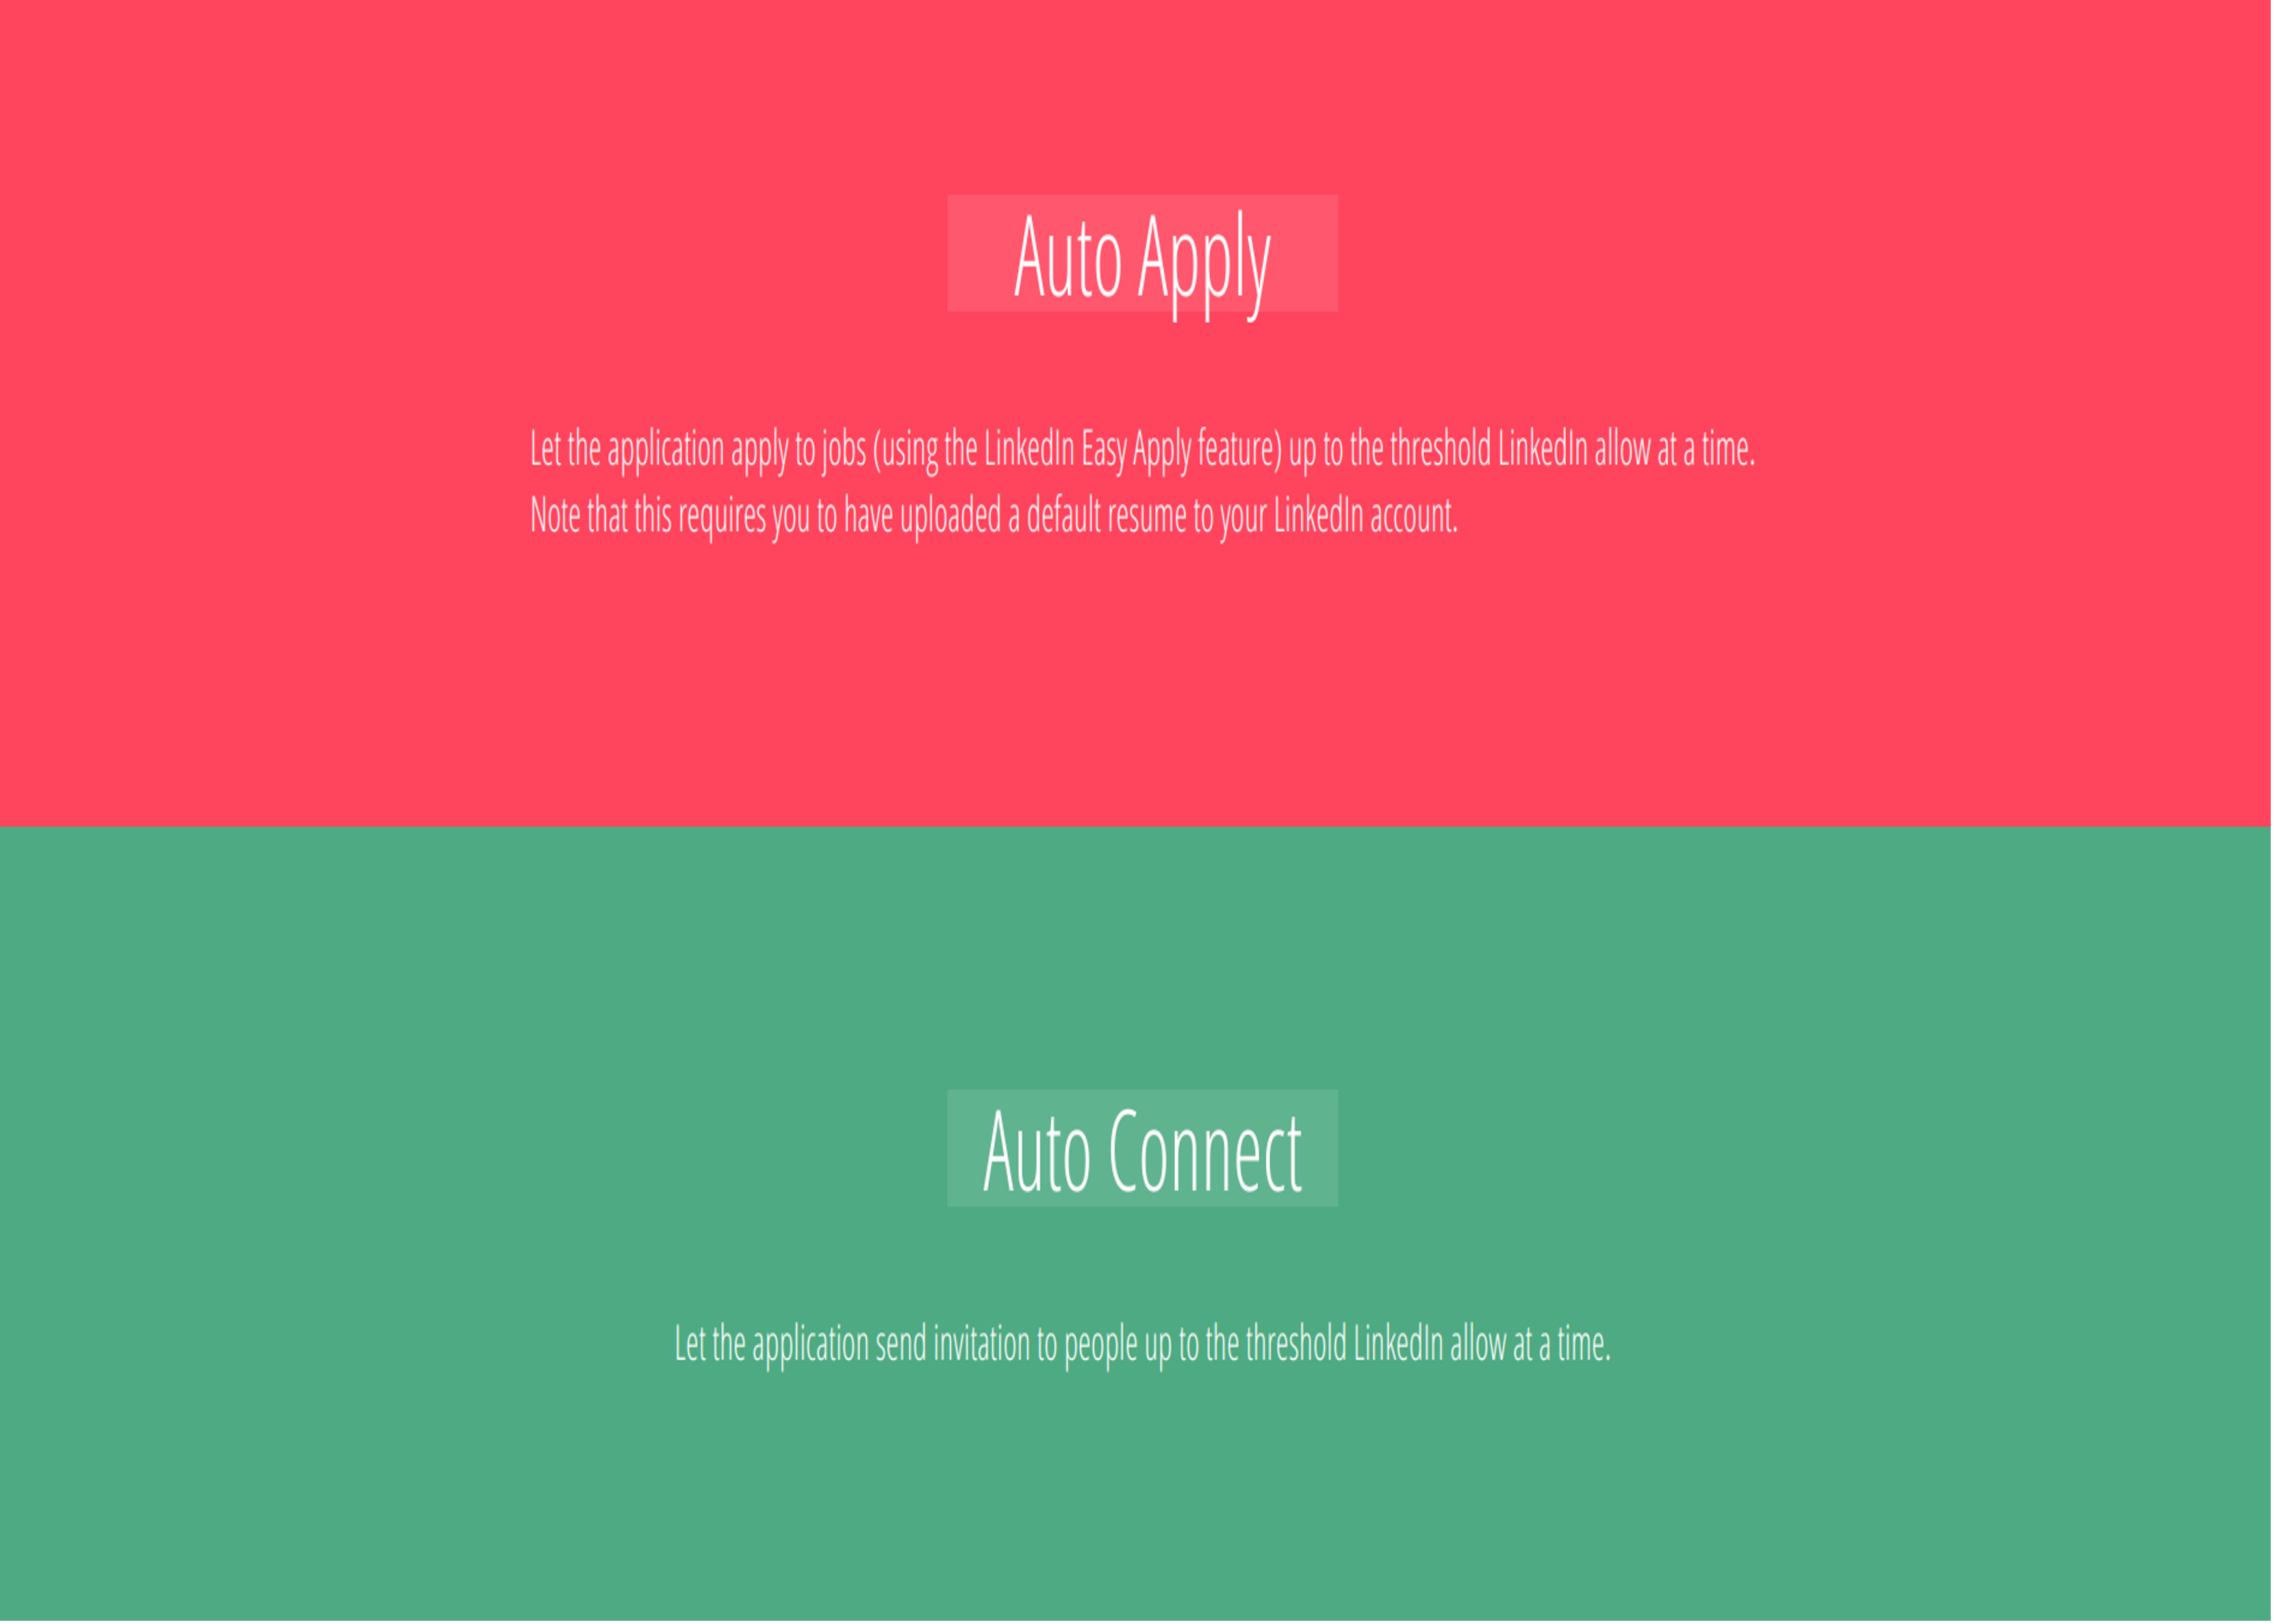 Auto Apply
Let the application apply to jobs (using the LinkedIn Easy Apply feature) up to the threshold LinkedIn allow at a time.
Note that this requires you to have uploaded a default resume to your LinkedIn account.
Auto Connect
Let the application send invitation to people up to the threshold LinkedIn allow at a time.